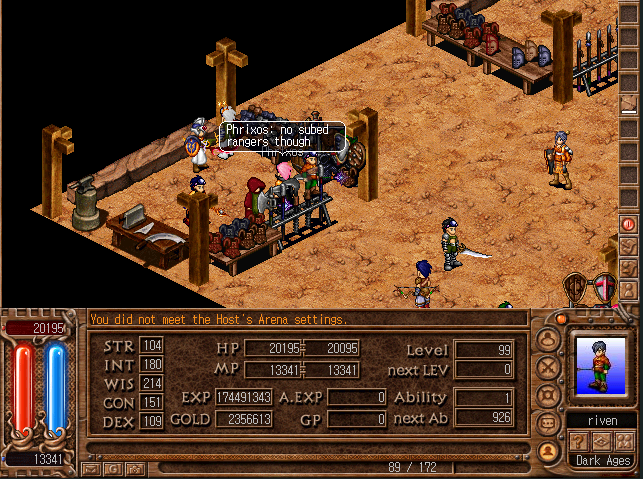 Phrixos: no subed
rangers though
Phrixos
You did not meet the Host's Arena settings.
20195
STR 104
INT 180
WIS 214
CON 151
DEX 109
HP 20195 20095
MP 13341 13341
EXP 174491343 A.EXP 0
GOLD 2356613 GP 0
Level 99
next LEV 0
Ability 1
next Ab 926
riven
Dark Ages
13341
G
89 / 172